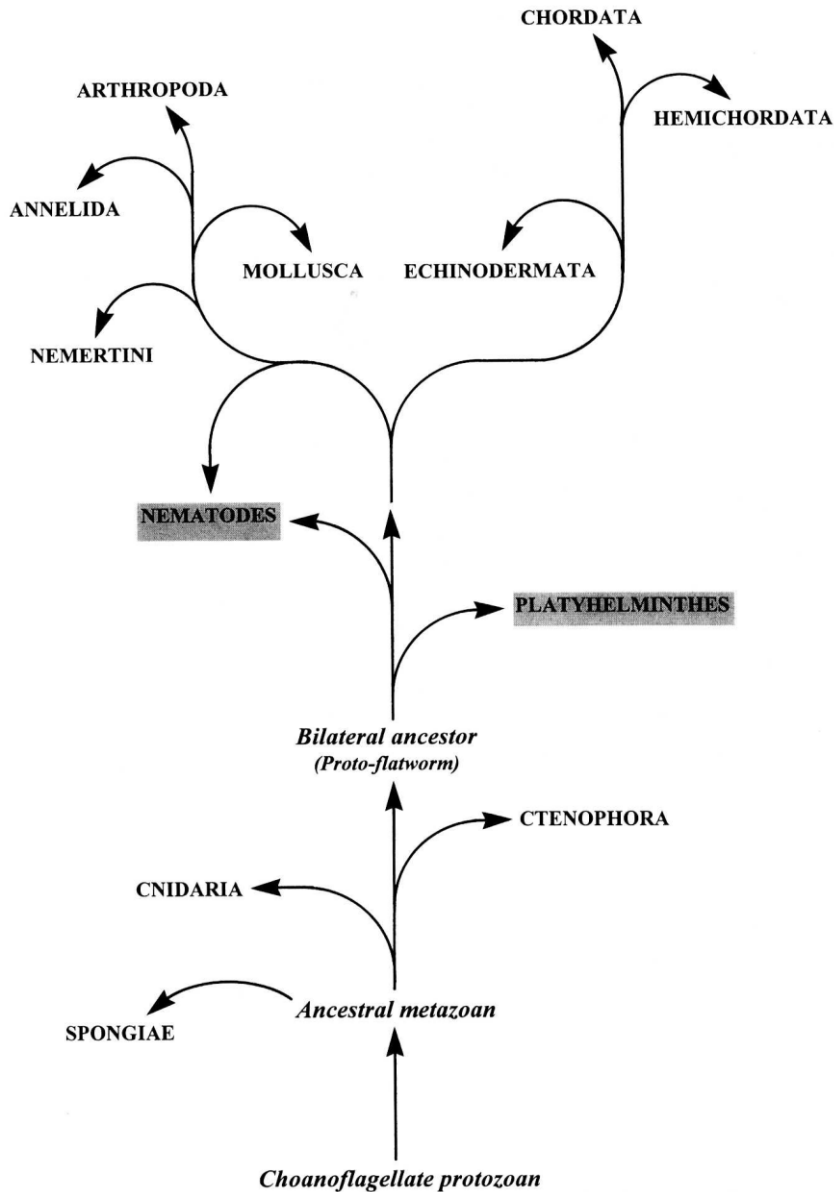 CHORDATA
ARTHROPODA
HEMICHORDATA
ANNELIDA
MOLLUSCA
ECHINODERMATA
NEMERTINI
NEMATODES
PLATYHELMINTHES
Bilateral ancestor
(Proto-flatworm)
CTENOPHORA
CNIDARIA
Ancestral metazoan
SPONGIAE
Choanoflagellate protozoan